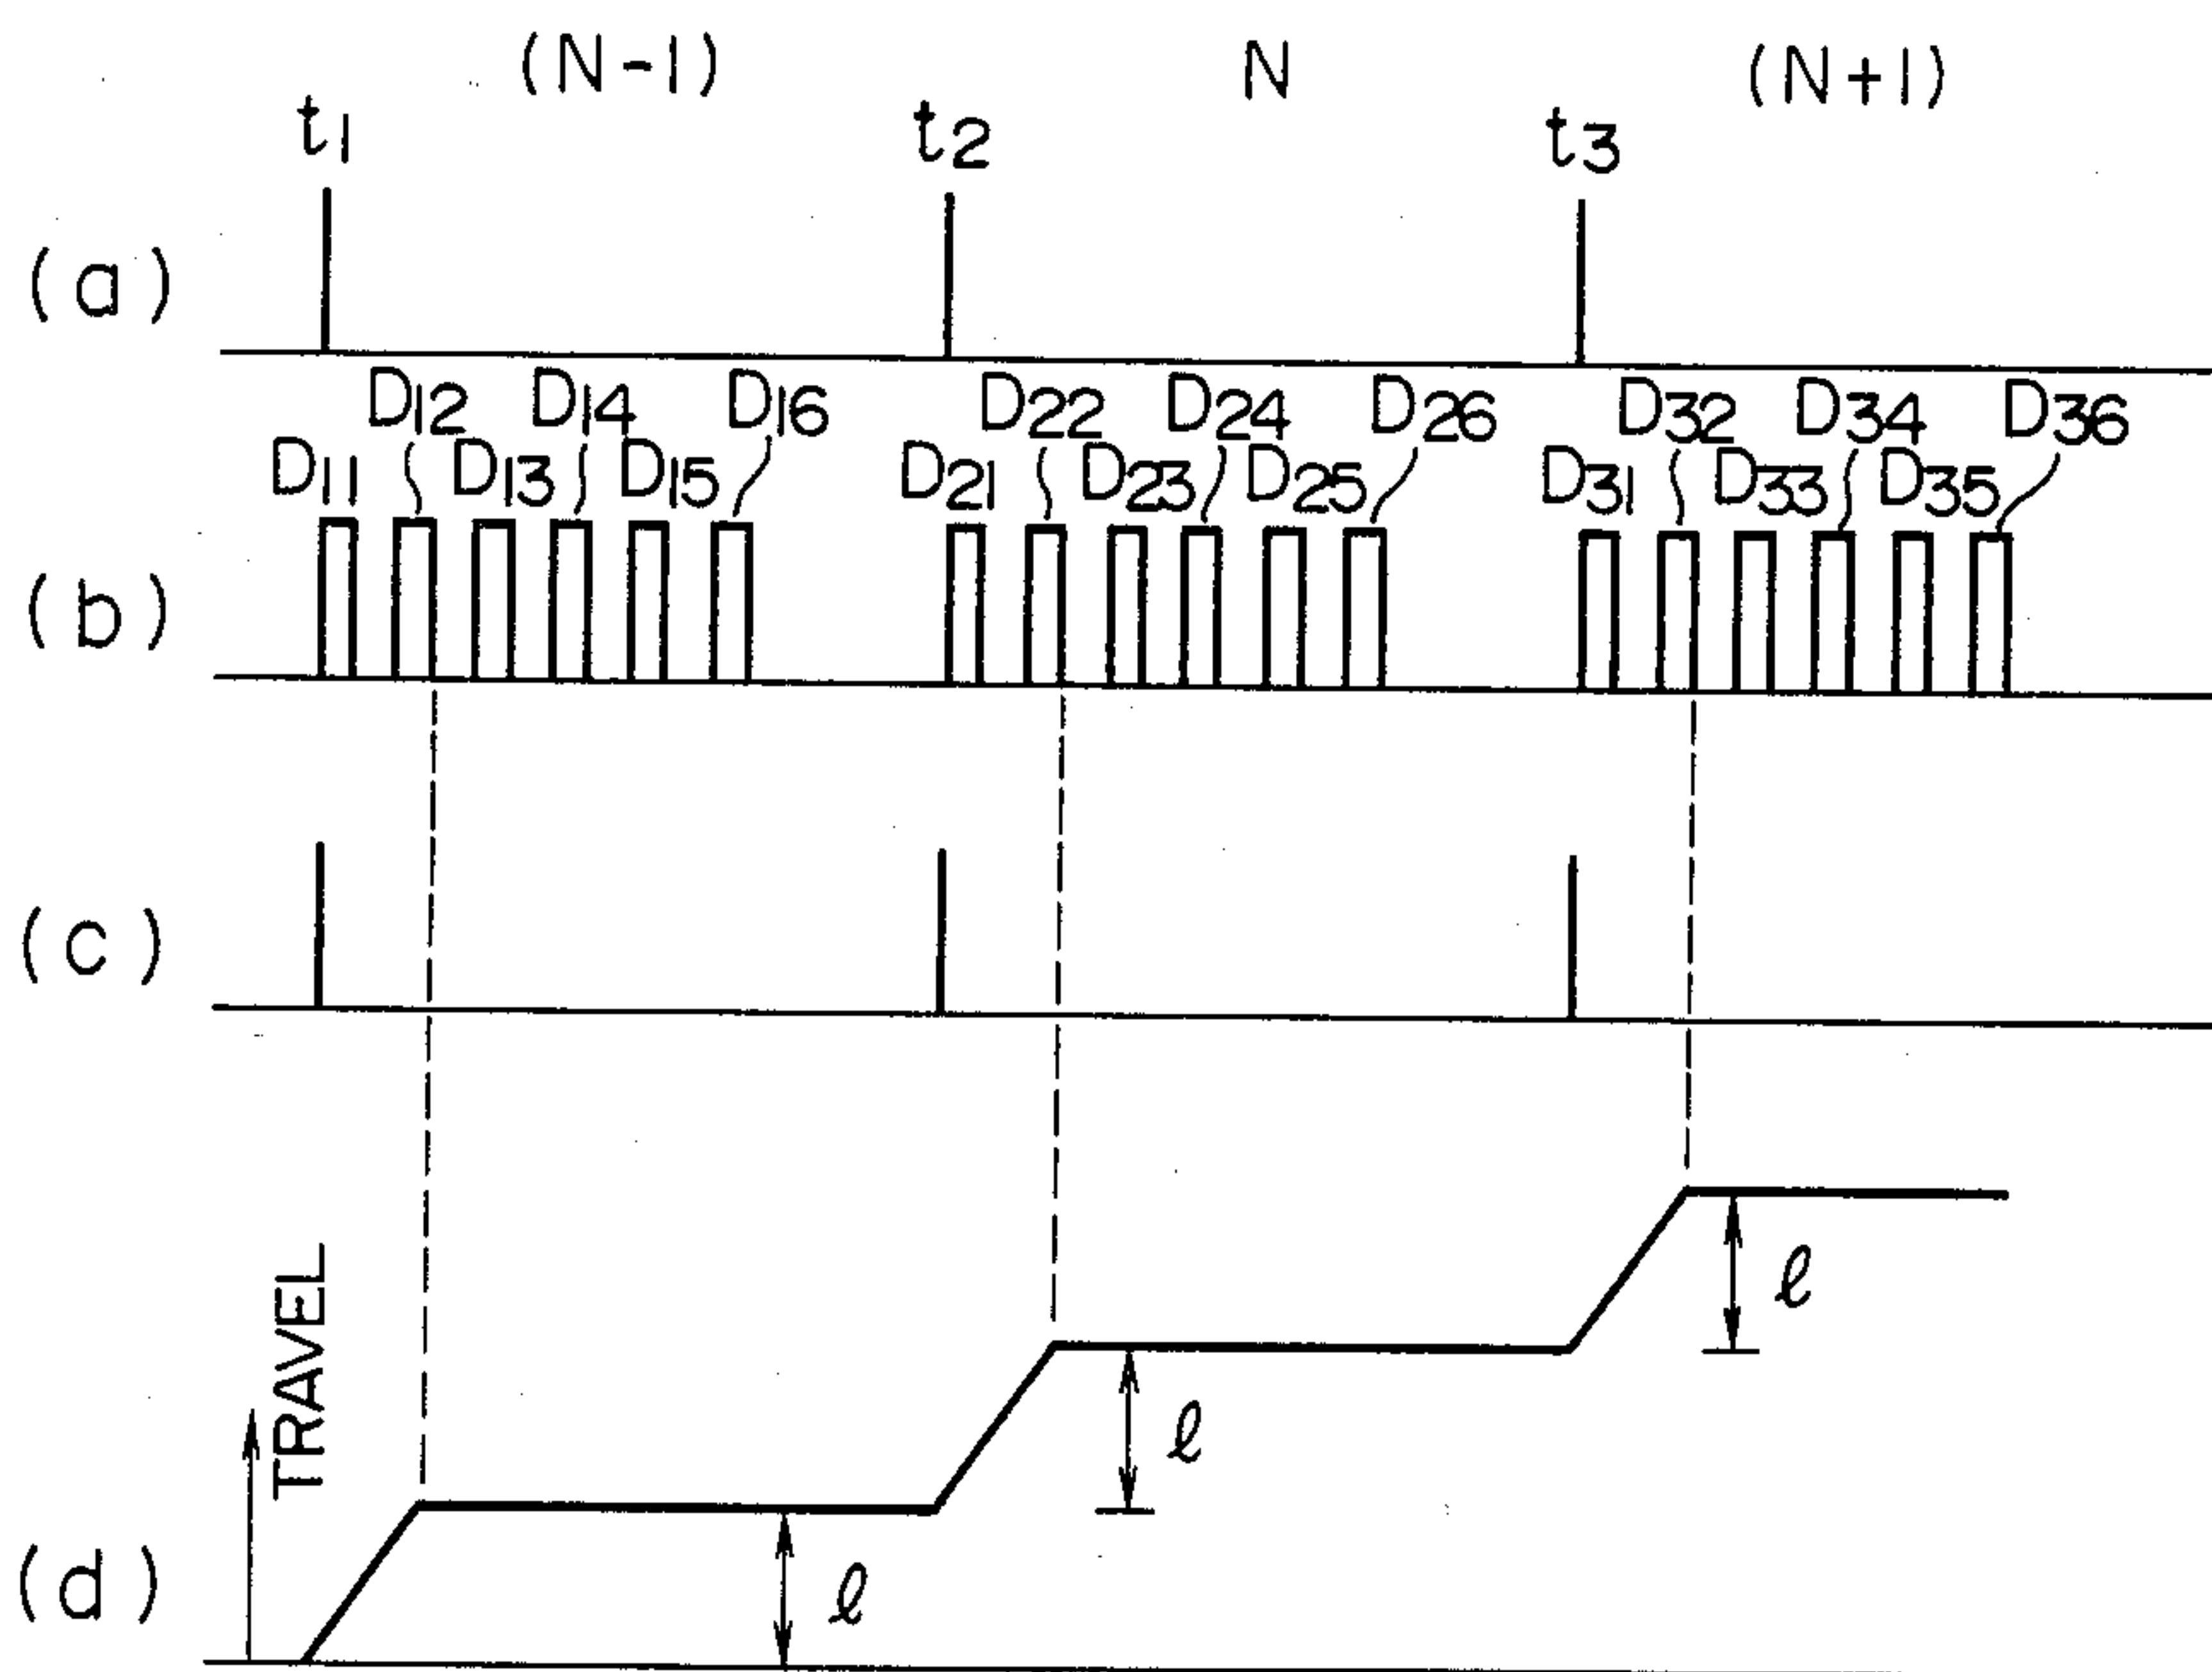 (N-1) N (N+1)
t1 t2 t3
(a)
D12 D14 D16 D22 D24 D26 D32 D34 D36
D11 D13 D15 D21 D23 D25 D31 D33 D35
(b)
(c)
TRAVEL
ℓ
ℓ
ℓ
(d)